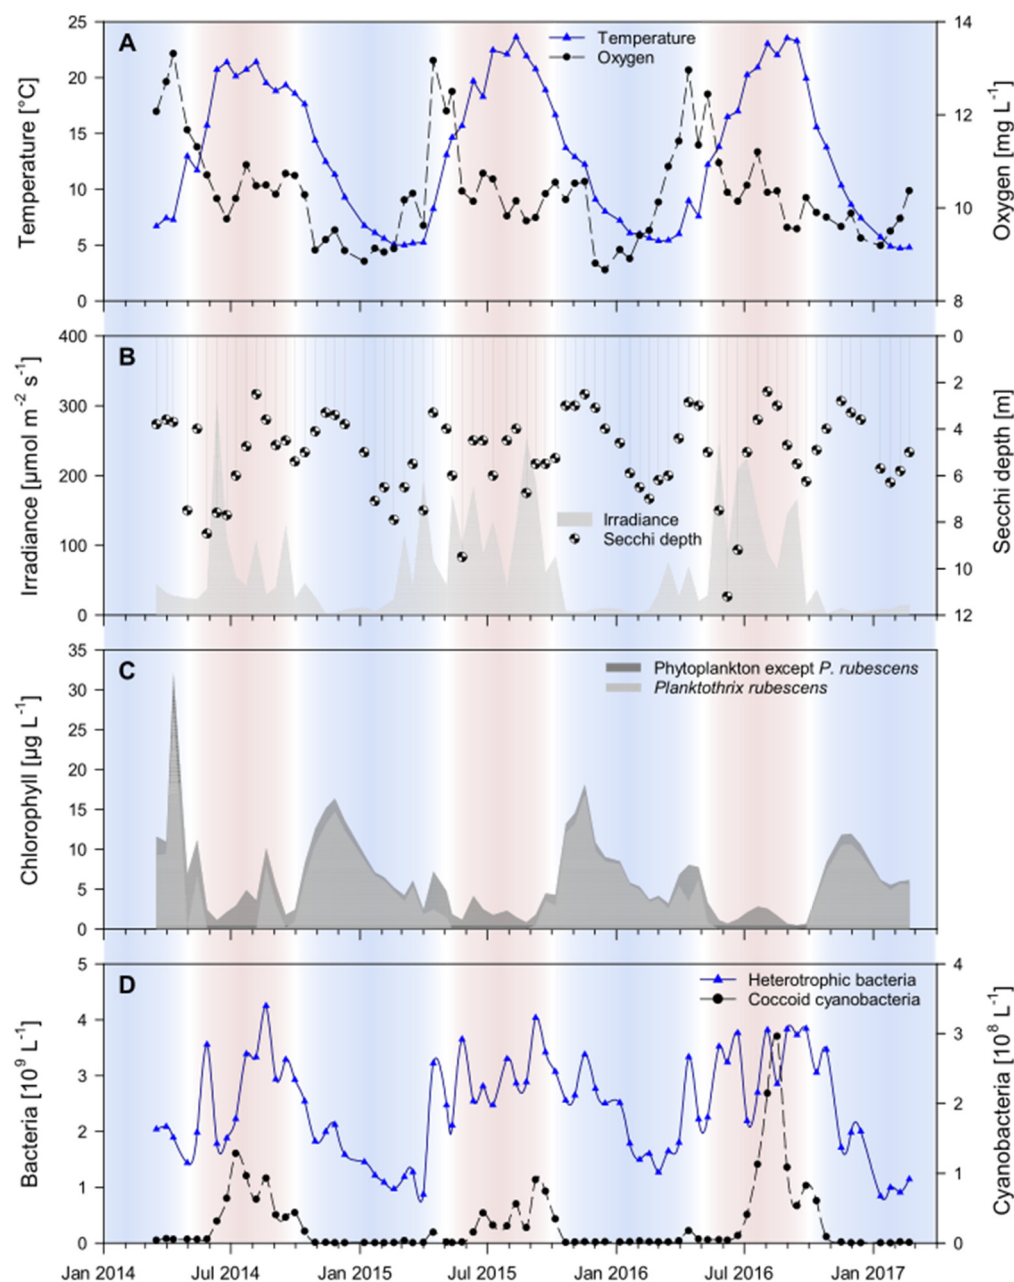 A
Temperature
Oxygen
25
20
15
10
5
0
Temperature [°C]
14
12
10
8
Oxygen [mg L-1]
B
400
300
200
100
0
Irradiance [µmol m-2 s-1]
0
2
4
6
8
10
12
Secchi depth [m]
Irradiance
Secchi depth
C
35
30
25
20
15
10
5
0
Chlorophyll [µg L-1]
Phytoplankton except P. rubescens
Planktothrix rubescens
D
5
4
3
2
1
0
Bacteria [10⁹ L-1]
Heterotrophic bacteria
Coccoid cyanobacteria
4
3
2
1
0
Cyanobacteria [10⁸ L-1]
Jan 2014 Jul 2014 Jan 2015 Jul 2015 Jan 2016 Jul 2016 Jan 2017